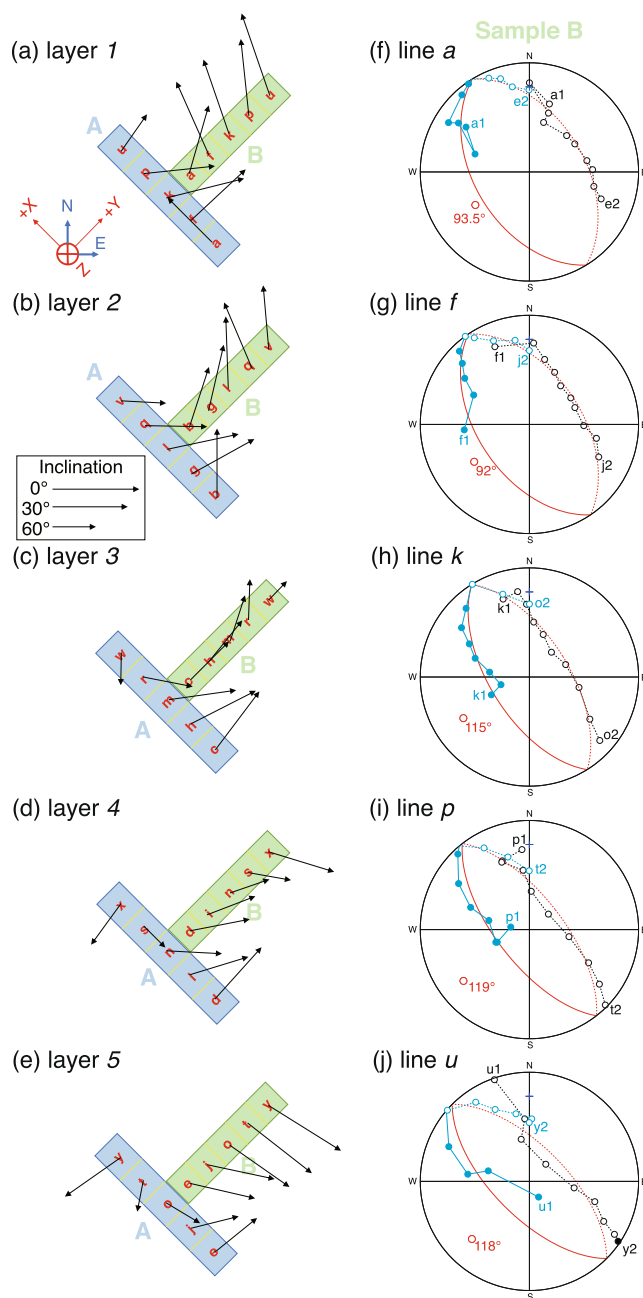 Sample B
(a) layer 1
A
B
u
p
k
f
a
a
f
k
p
u
+X
N
+Y
E
Z
(f) line a
N
W
S
a1
e2
a1
e2
93.5°
(b) layer 2
A
B
v
q
l
g
b
b
g
l
q
v
Inclination
0°
30°
60°
(g) line f
N
W
S
f1
j2
f1
j2
92°
(c) layer 3
A
B
w
r
m
h
c
c
h
m
r
w
(h) line k
N
W
S
k1
o2
k1
o2
115°
(d) layer 4
A
B
x
s
n
i
d
d
i
n
s
x
(i) line p
N
W
S
p1
t2
p1
t2
119°
(e) layer 5
A
B
y
t
o
j
e
e
j
o
t
y
(j) line u
N
W
S
u1
y2
u1
y2
118°